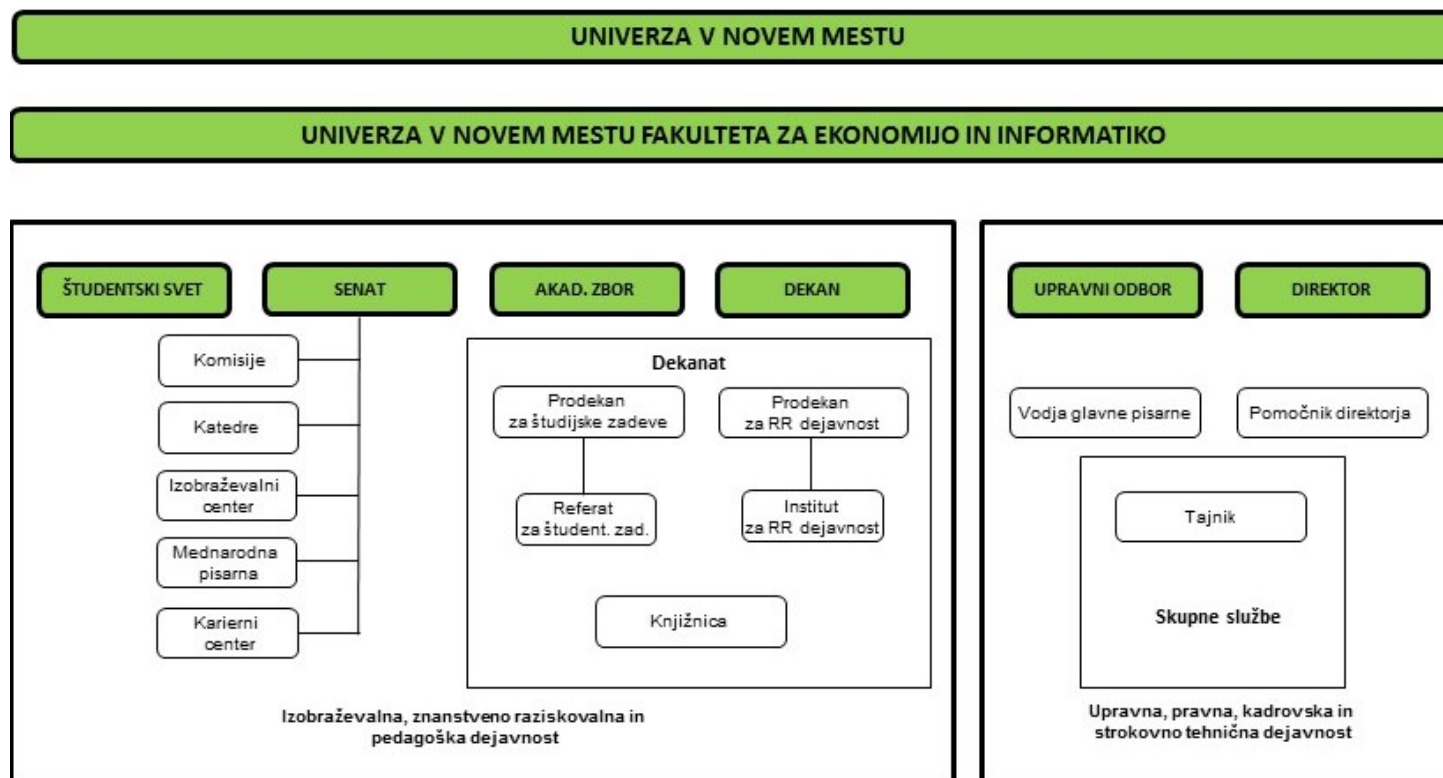 UNIVERZA V NOVEM MESTU
UNIVERZA V NOVEM MESTU FAKULTETA ZA EKONOMIJO IN INFORMATIKO
ŠTUDENTSKI SVET
SENAT
AKAD. ZBOR
DEKAN
Komisije
Katedre
Izobraževalni
center
Mednarodna
pisarna
Karierni
center
Dekanat
Prodekan
za študijske zadeve
Prodekan
za RR dejavnost
Referat
za študent. zad.
Institut
za RR dejavnost
Knjižnica
Izobraževalna, znanstveno raziskovalna in
pedagoška dejavnost
UPRAVNI ODBOR
DIREKTOR
Vodja glavne pisarne
Pomočnik direktorja
Tajnik
Skupne službe
Upravna, pravna, kadrovska in
strokovno tehnična dejavnost